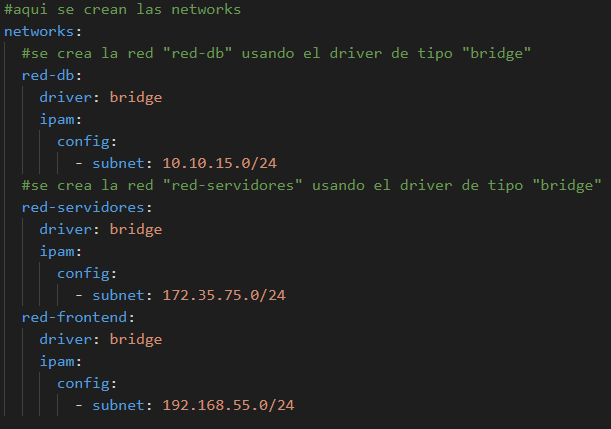 #aqui se crean las networks
networks:
  #se crea la red "red-db" usando el driver de tipo "bridge"
  red-db:
    driver: bridge
    ipam:
      config:
        - subnet: 10.10.15.0/24
  #se crea la red "red-servidores" usando el driver de tipo "bridge"
  red-servidores:
    driver: bridge
    ipam:
      config:
        - subnet: 172.35.75.0/24
  red-frontend:
    driver: bridge
    ipam:
      config:
        - subnet: 192.168.55.0/24